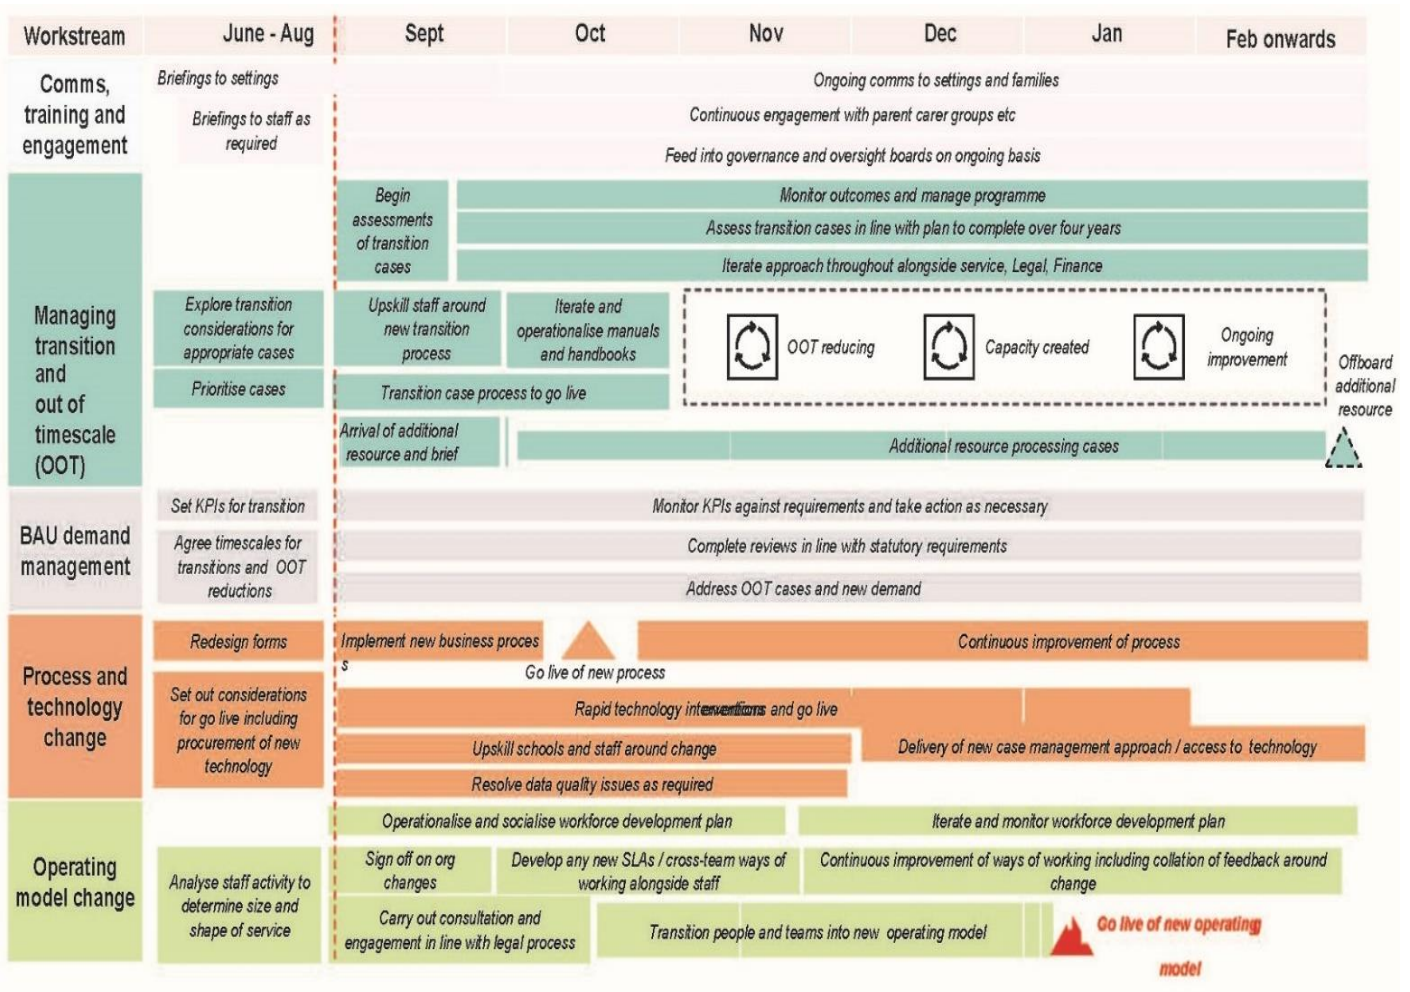 Workstream
June - Aug
Sept
Oct
Nov
Dec
Jan
Feb onwards
Comms,
training and
engagement
Briefings to settings
Ongoing comms to settings and families
Briefings to staff as
required
Continuous engagement with parent carer groups etc
Feed into governance and oversight boards on ongoing basis
Managing
transition
and
out of
timescale
(OOT)
Begin
assessments
of transition
cases
Monitor outcomes and manage programme
Assess transition cases in line with plan to complete over four years
Iterate approach throughout alongside service, Legal, Finance
Explore transition
considerations for
appropriate cases
Upskill staff around
new transition
process
Iterate and
operationalise manuals
and handbooks
OOT reducing
Capacity created
Ongoing
improvement
Offboard
additional
resource
Prioritise cases
Transition case process to go live
Arrival of additional
resource and brief
Additional resource processing cases
BAU demand
management
Set KPIs for transition
Monitor KPIs against requirements and take action as necessary
Agree timescales for
transitions and OOT
reductions
Complete reviews in line with statutory requirements
Address OOT cases and new demand
Process and
technology
change
Redesign forms
Implement new business proces
s
Go live of new process
Continuous improvement of process
Set out considerations
for go live including
procurement of new
technology
Rapid technology interventions and go live
Upskill schools and staff around change
Delivery of new case management approach / access to technology
Resolve data quality issues as required
Operating
model change
Operationalise and socialise workforce development plan
Iterate and monitor workforce development plan
Analyse staff activity to
determine size and
shape of service
Sign off on org
changes
Develop any new SLAs / cross-team ways of
working alongside staff
Continuous improvement of ways of working including collation of feedback around
change
Carry out consultation and
engagement in line with legal process
Transition people and teams into new operating model
Go live of new operating
model